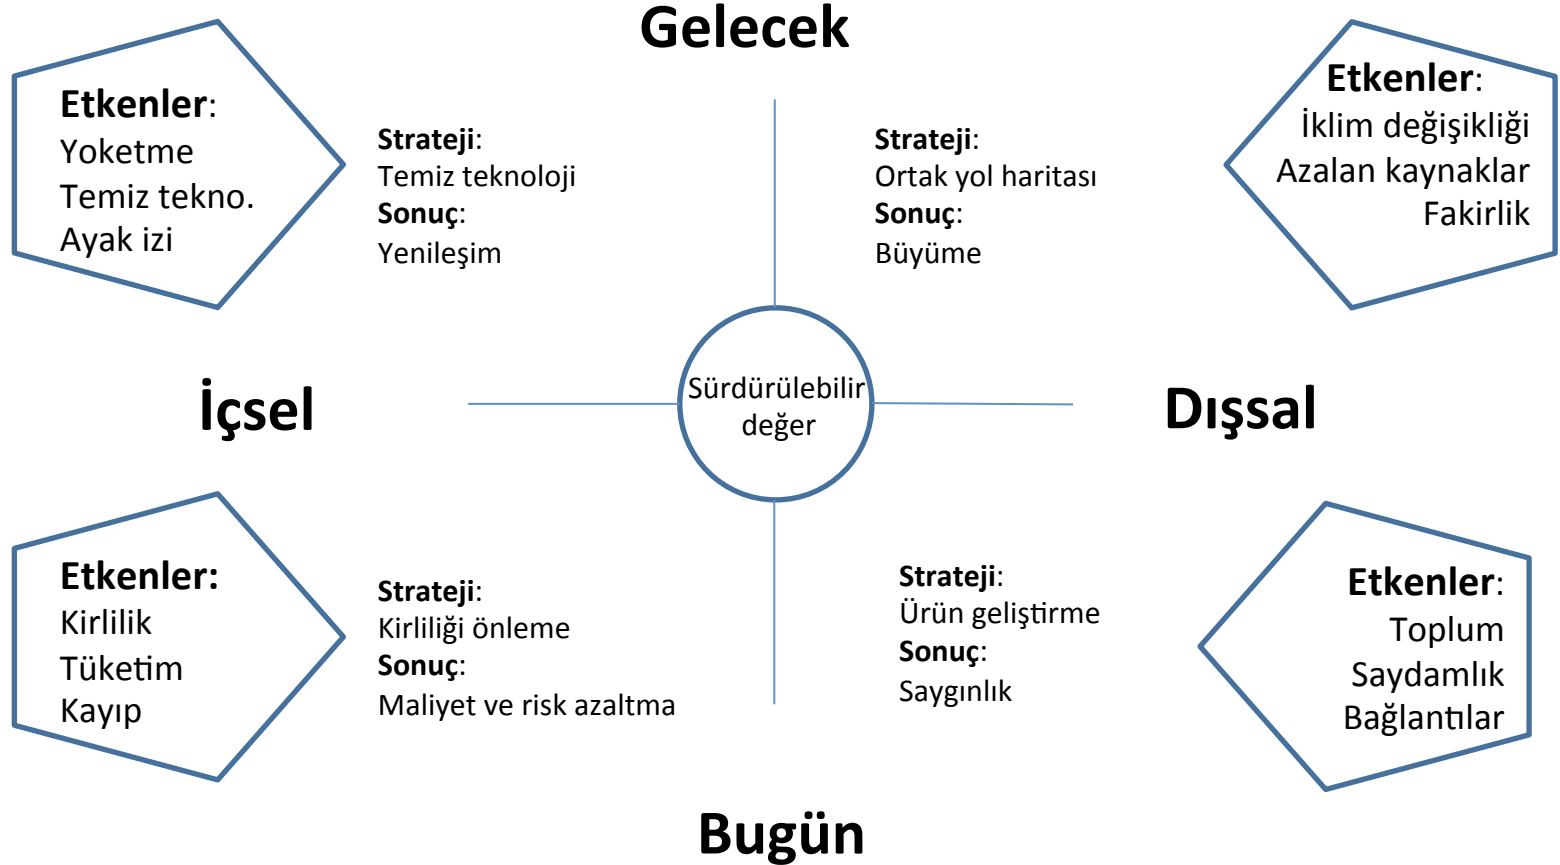 Gelecek
Etkenler:
Yoketme
Temiz tekno.
Ayak izi
Strateji:
Temiz teknoloji
Sonuç:
Yenileşim
Strateji:
Ortak yol haritası
Sonuç:
Büyüme
Etkenler:
İklim değişikliği
Azalan kaynaklar
Fakirlik
İçsel
Sürdürülebilir
değer
Dışsal
Etkenler:
Kirlilik
Tüketim
Kayıp
Strateji:
Kirliliği önleme
Sonuç:
Maliyet ve risk azaltma
Strateji:
Ürün geliştirme
Sonuç:
Saygınlık
Etkenler:
Toplum
Saydamlık
Bağlantılar
Bugün